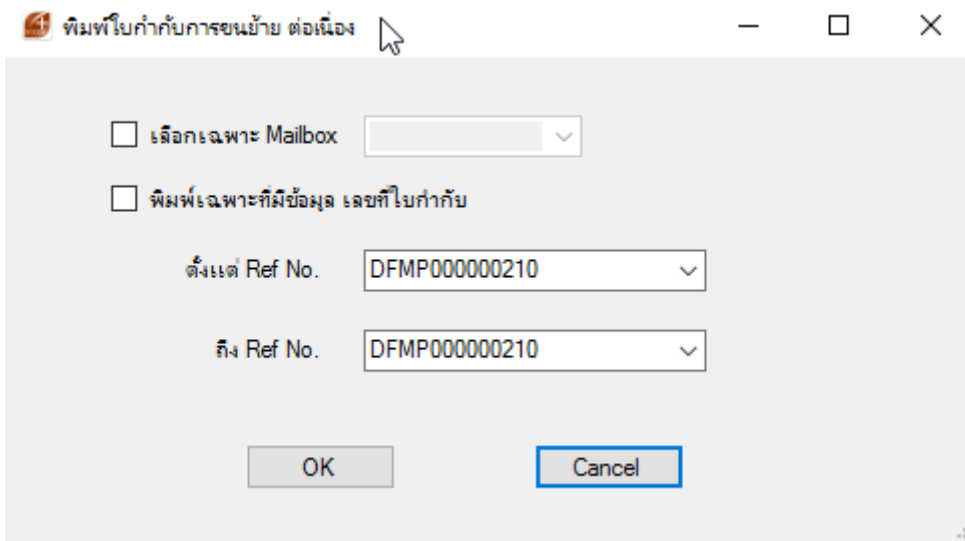 พิมพ์ใบกำกับการขนย้าย ต่อเนื่อง
เลือกเฉพาะ Mailbox
พิมพ์เฉพาะที่มีข้อมูล เลขที่ใบกำกับ
ตั้งแต่ Ref No. DFMP000000210
ถึง Ref No. DFMP000000210
OK Cancel